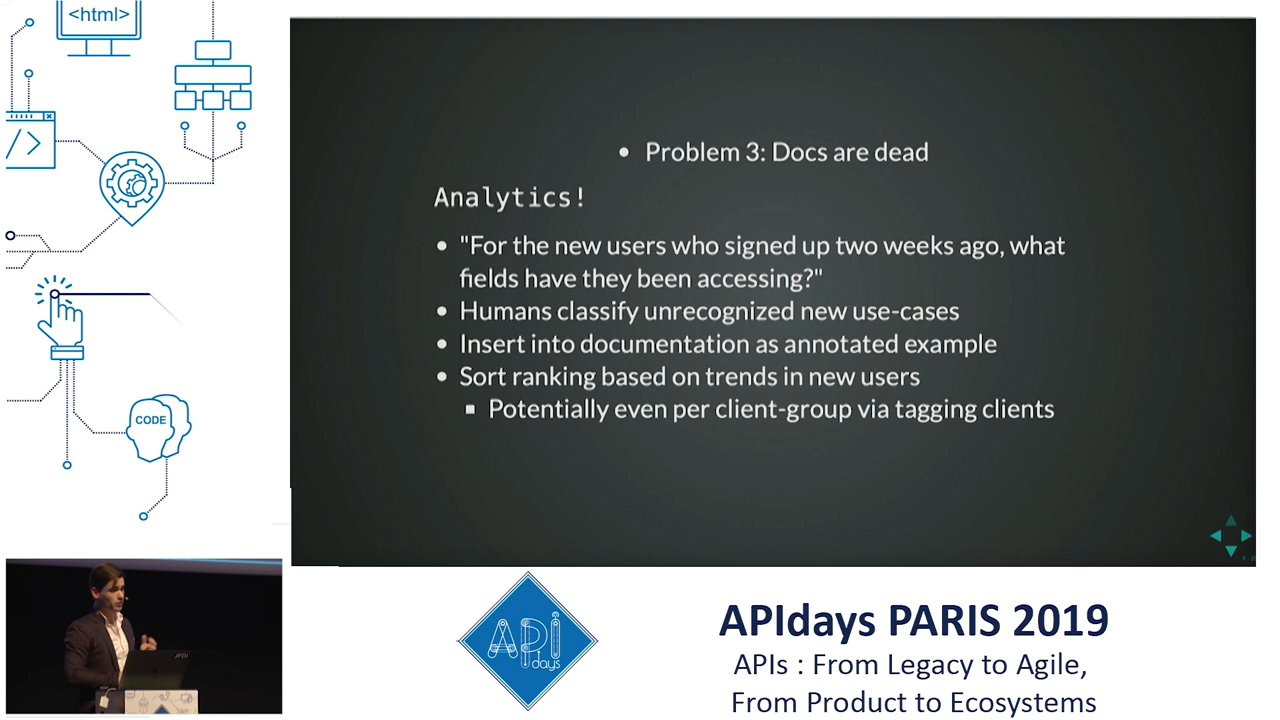 <html>
</>
CODE
• Problem 3: Docs are dead
Analytics!
• "For the new users who signed up two weeks ago, what
fields have they been accessing?"
• Humans classify unrecognized new use-cases
• Insert into documentation as annotated example
• Sort ranking based on trends in new users
▪ Potentially even per client-group via tagging clients
JFDI
API
days
APIdays PARIS 2019
APIs : From Legacy to Agile,
From Product to Ecosystems